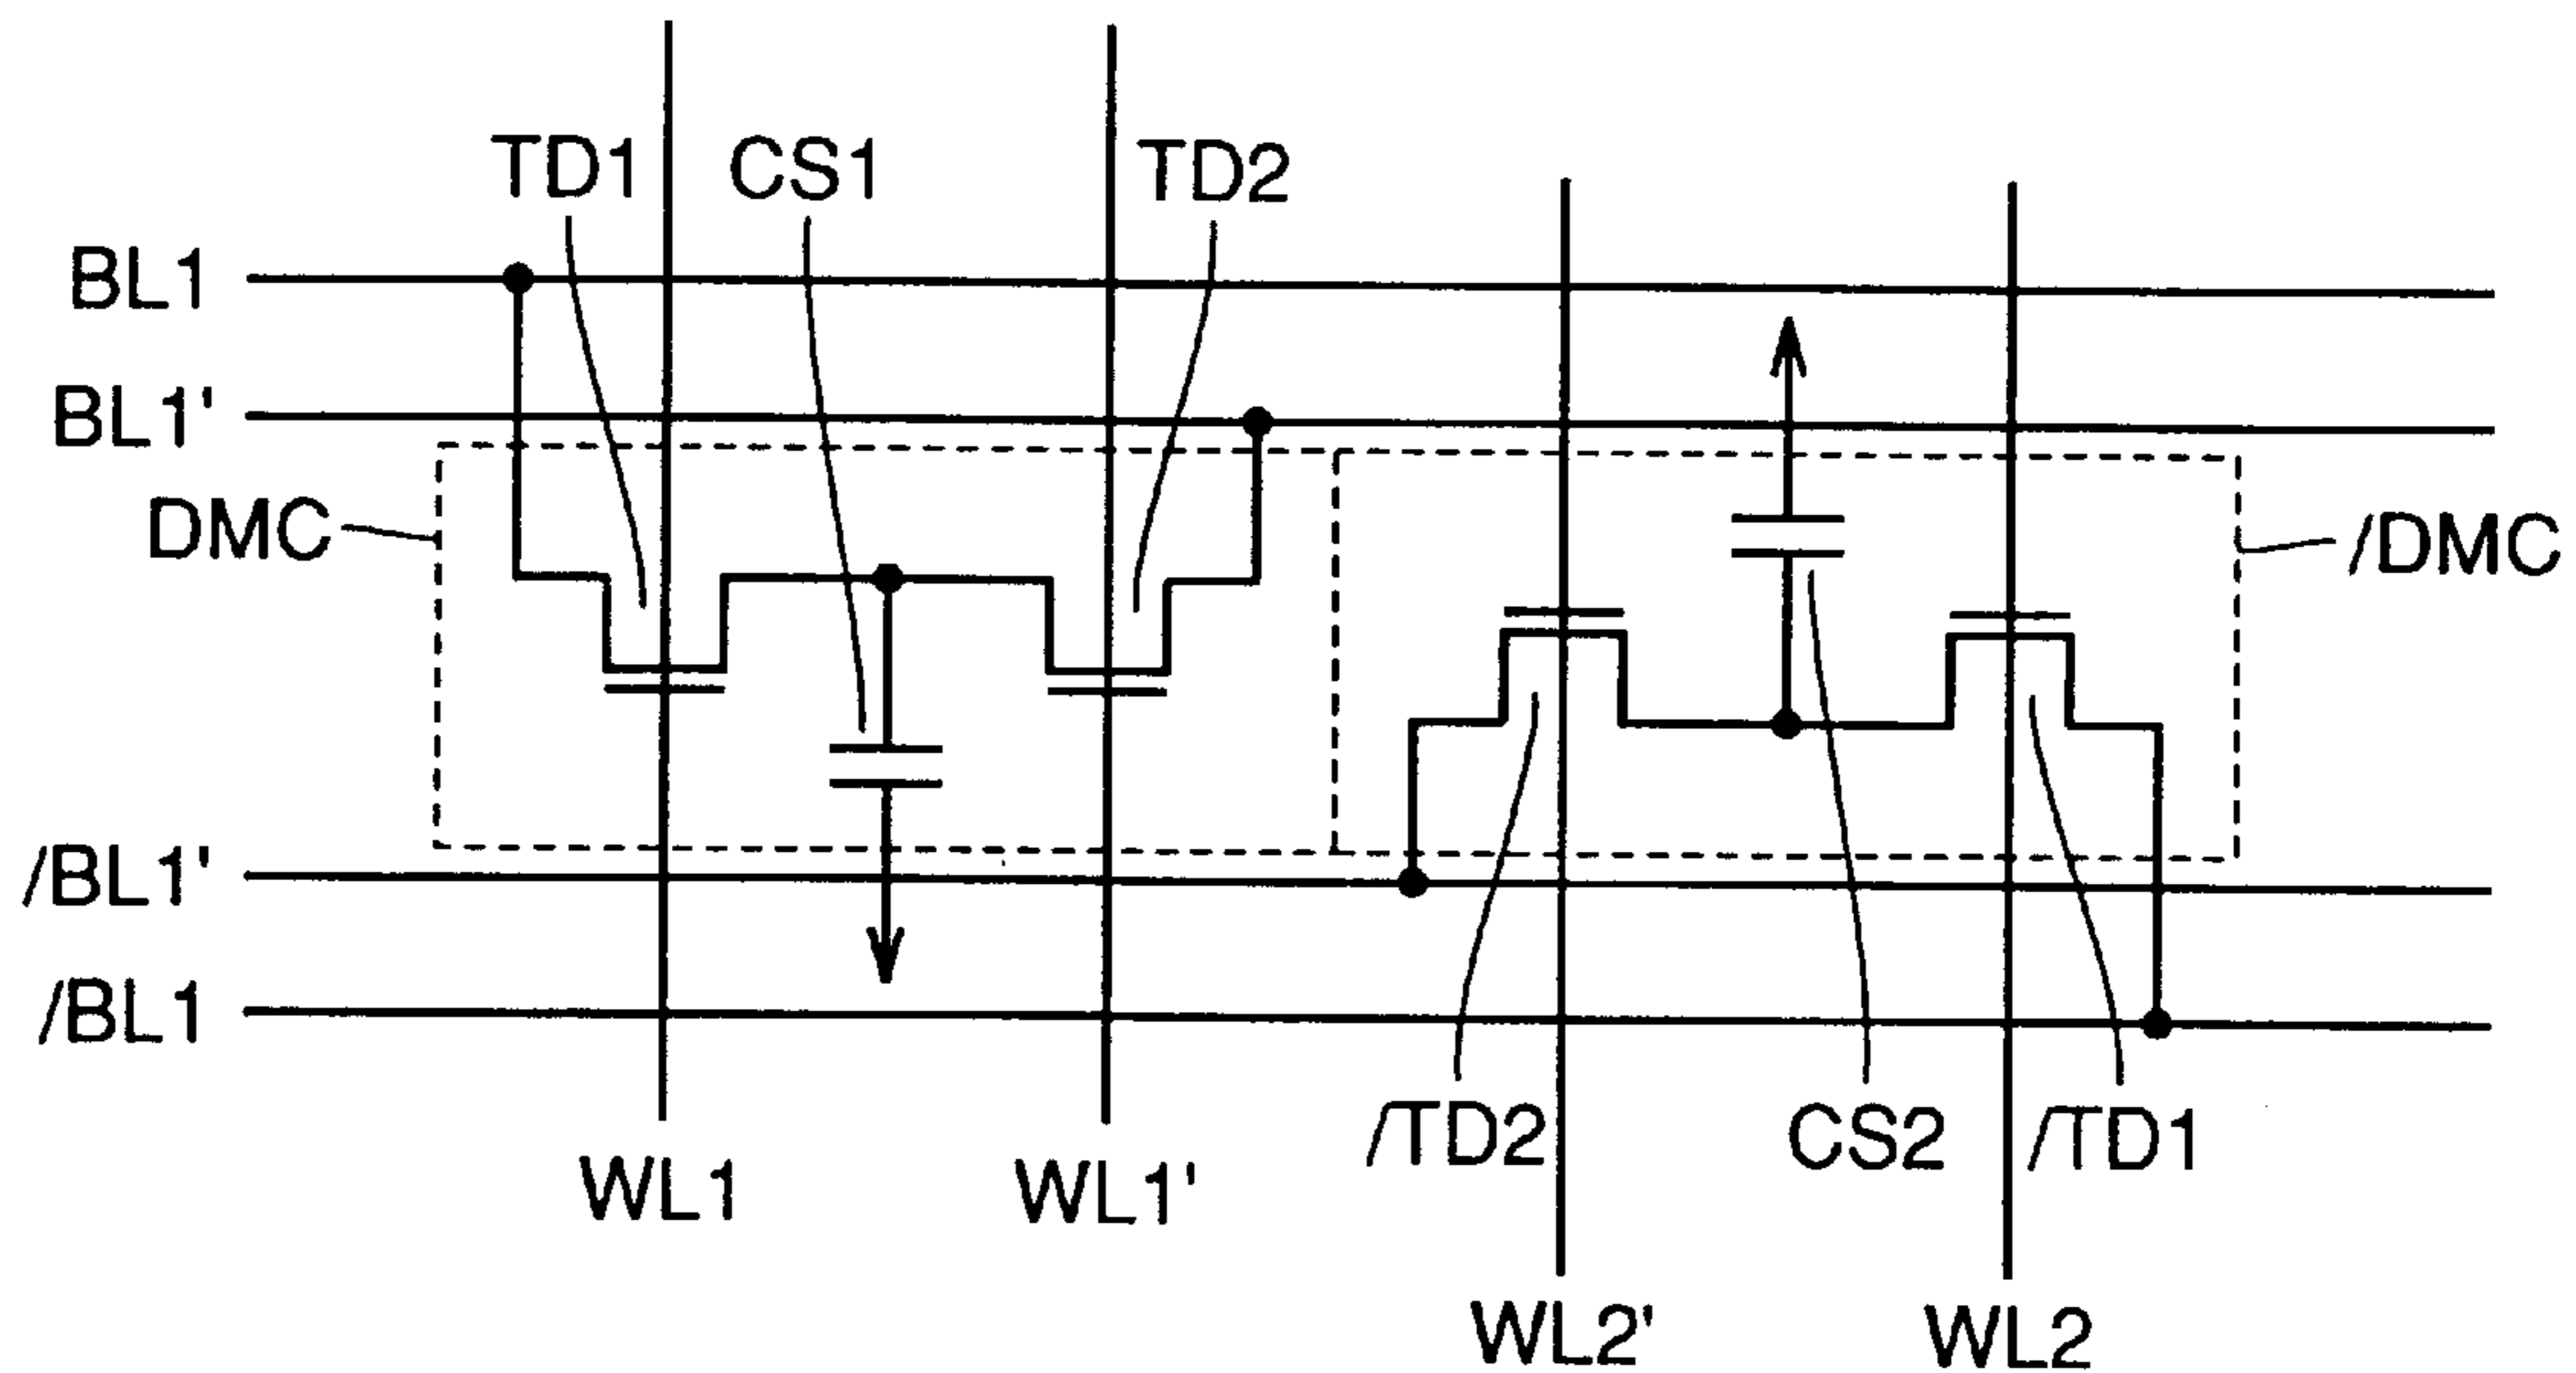 TD1 CS1 TD2
BL1
BL1'
DMC /DMC
/BL1'
/BL1
/TD2 CS2 /TD1
WL1 WL1'
WL2' WL2